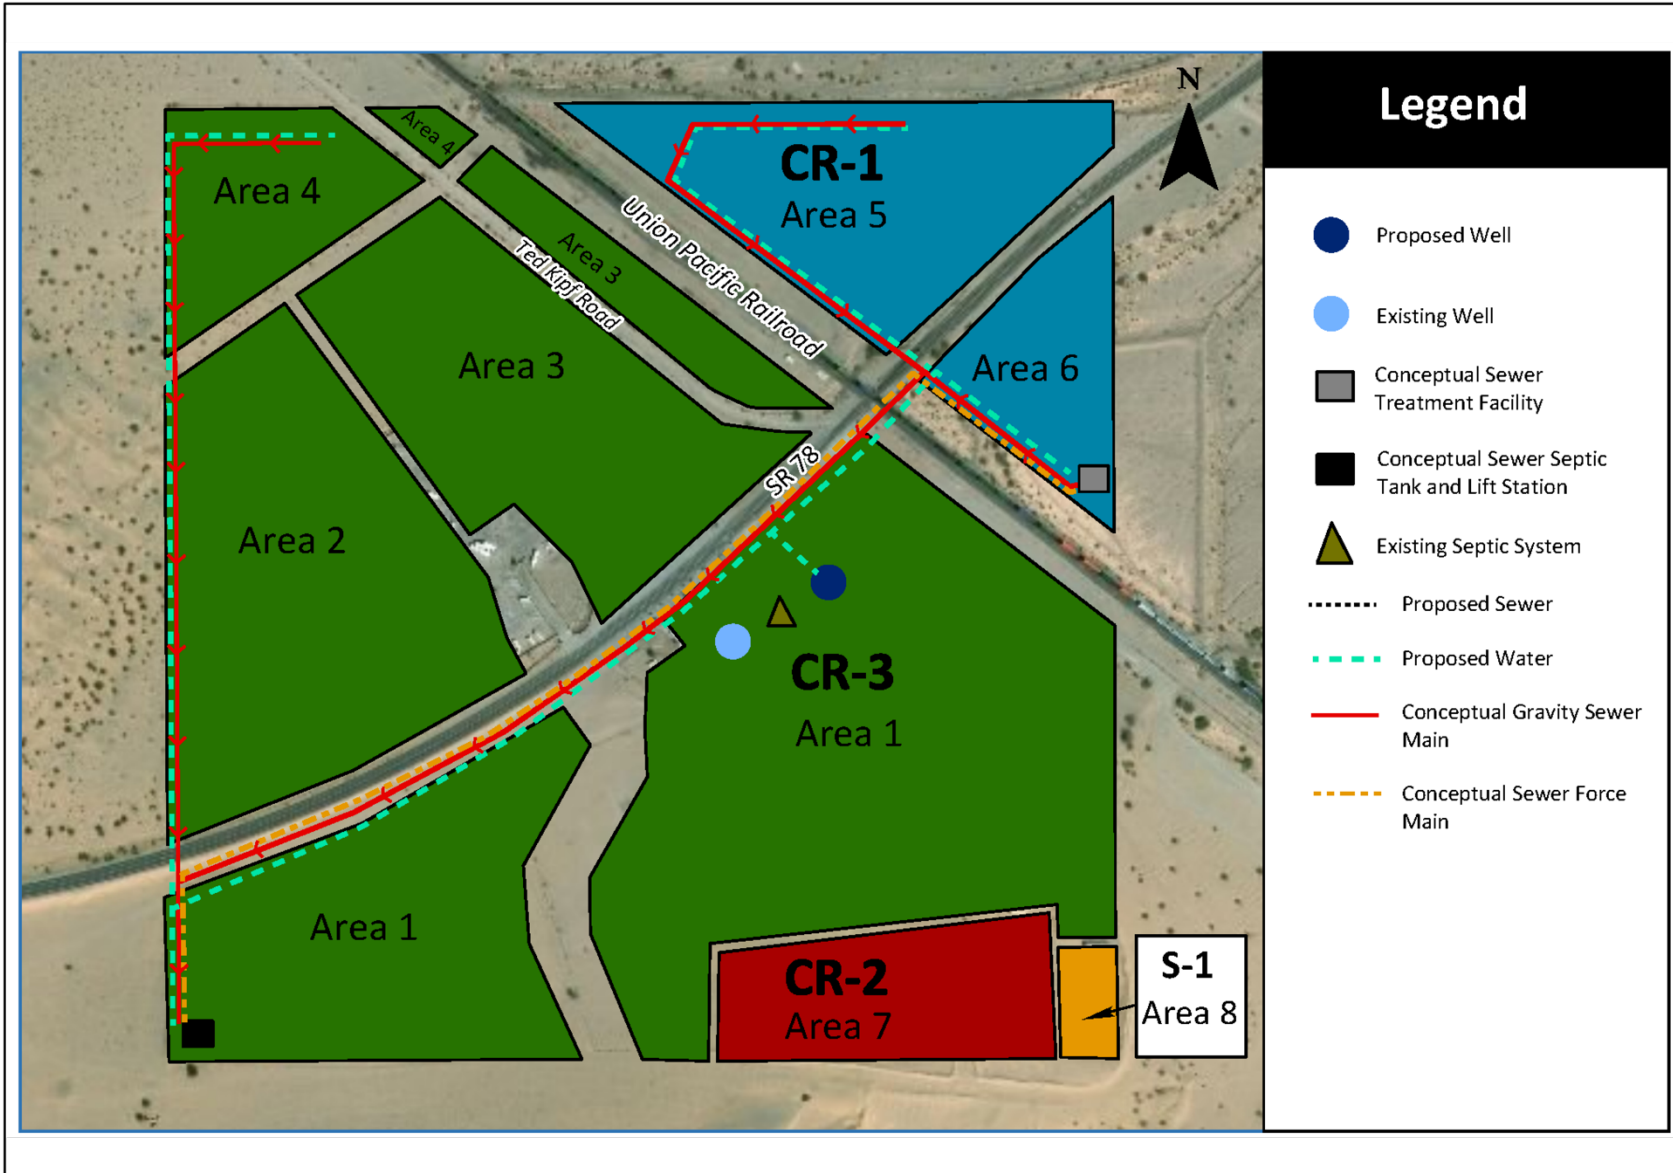 N
Area 4
Area 4
CR-1
Area 5
Union Pacific Railroad
Area 3
Ted Kipf Road
Area 3
Area 6
SR 78
Area 2
CR-3
Area 1
Area 1
CR-2
Area 7
S-1
Area 8
Legend
Proposed Well
Existing Well
Conceptual Sewer
Treatment Facility
Conceptual Sewer Septic
Tank and Lift Station
Existing Septic System
Proposed Sewer
Proposed Water
Conceptual Gravity Sewer
Main
Conceptual Sewer Force
Main